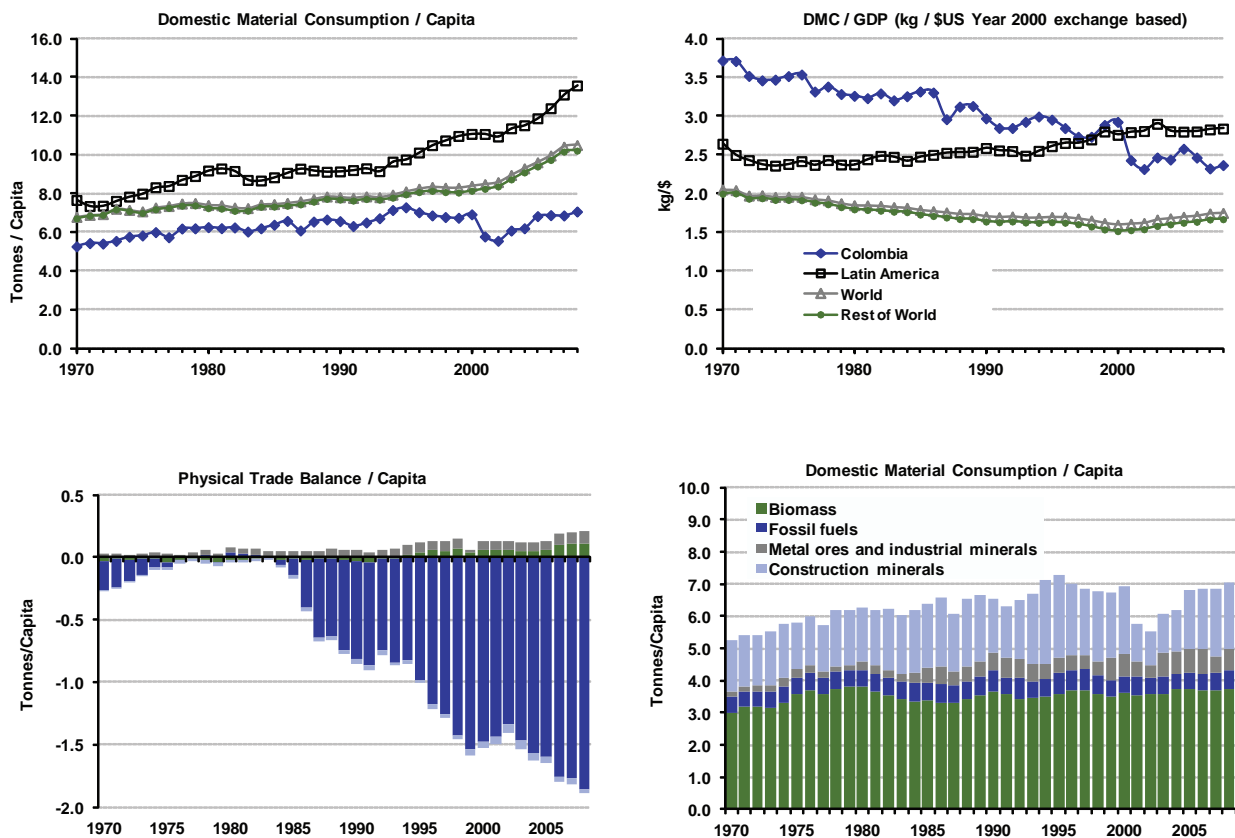 Domestic Material Consumption / Capita
16.0
14.0
12.0
10.0
8.0
6.0
4.0
2.0
0.0
Tonnes / Capita
1970 1980 1990 2000
DMC / GDP (kg / $US Year 2000 exchange based)
4.0
3.5
3.0
2.5
2.0
1.5
1.0
0.5
0.0
kg/$
Colombia
Latin America
World
Rest of World
1970 1980 1990 2000
Physical Trade Balance / Capita
0.5
0.0
-0.5
-1.0
-1.5
-2.0
Tonnes/Capita
1970 1975 1980 1985 1990 1995 2000 2005
Domestic Material Consumption / Capita
10.0
9.0
8.0
7.0
6.0
5.0
4.0
3.0
2.0
1.0
0.0
Tonnes/Capita
Biomass
Fossil fuels
Metal ores and industrial minerals
Construction minerals
1970 1975 1980 1985 1990 1995 2000 2005